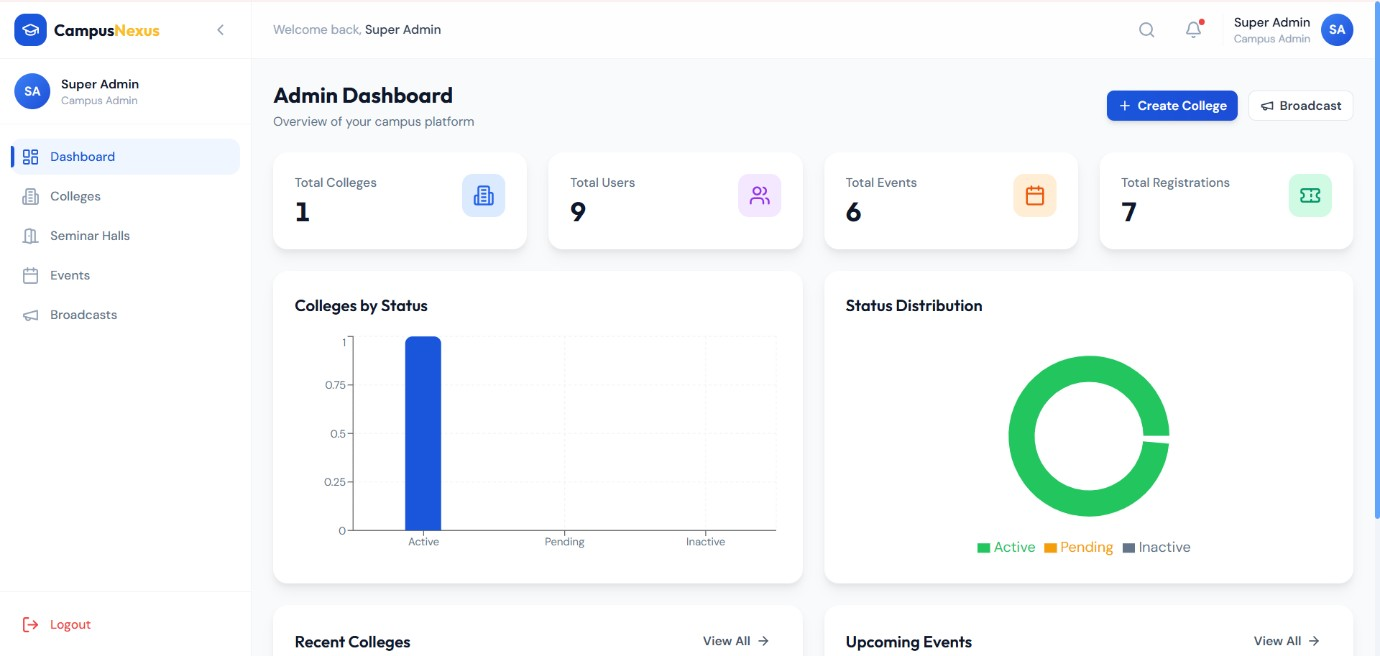 CampusNexus
Welcome back, Super Admin
Super Admin
Campus Admin
SA
SA
Super Admin
Campus Admin
Dashboard
Colleges
Seminar Halls
Events
Broadcasts
Logout
Admin Dashboard
Overview of your campus platform
+ Create College
Broadcast
Total Colleges
1
Total Users
9
Total Events
6
Total Registrations
7
Colleges by Status
1
0.75
0.5
0.25
0
Active
Pending
Inactive
Status Distribution
Active
Pending
Inactive
Recent Colleges
View All →
Upcoming Events
View All →